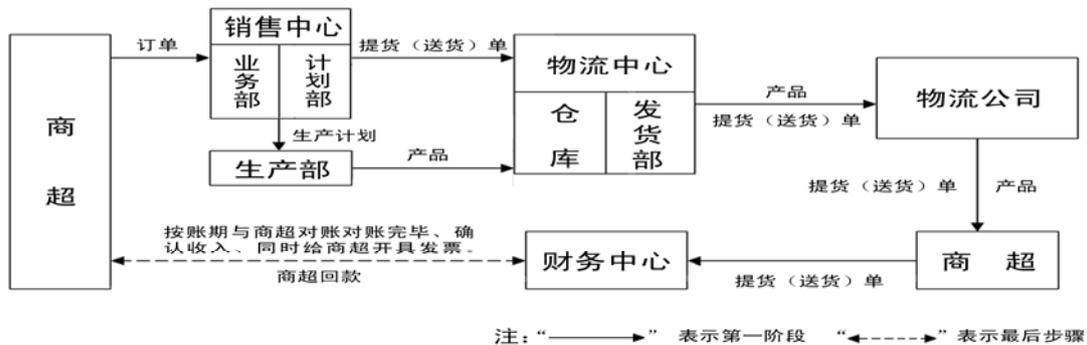 商超
订单
销售中心
业务部
计划部
提货（送货）单
生产计划
生产部
产品
物流中心
仓库
发货部
产品
提货（送货）单
物流公司
提货（送货）单
产品
商 超
提货（送货）单
财务中心
按账期与商超对账对账完毕、确
认收入、同时给商超开具发票。
商超回款
注：“ ” 表示第一阶段 “ ”表示最后步骤